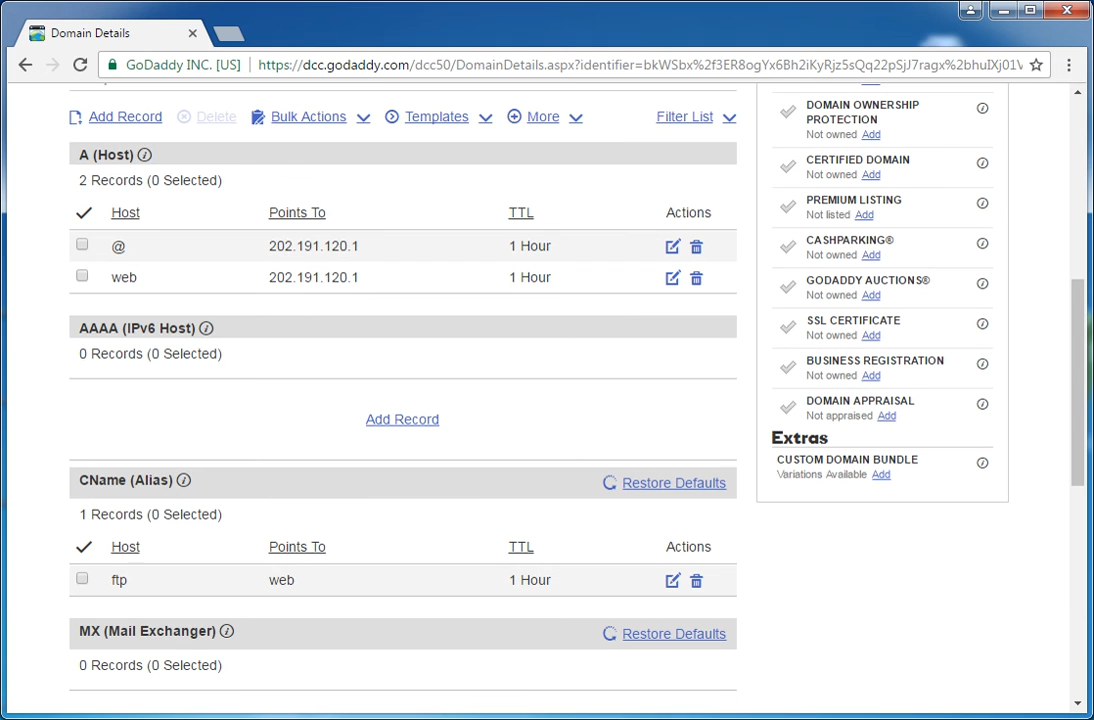 Domain Details
GoDaddy INC. [US] https://dcc.godaddy.com/dcc50/DomainDetails.aspx?identifier=bkWSbx%2f3ER8ogYx6Bh2iKyRjz5sQq22pSjJ7ragx%2bhuIXj01V
Add Record Delete Bulk Actions Templates More Filter List
A (Host)
2 Records (0 Selected)
Host Points To TTL Actions
@ 202.191.120.1 1 Hour
web 202.191.120.1 1 Hour
AAAA (IPv6 Host)
0 Records (0 Selected)
Add Record
CName (Alias) Restore Defaults
1 Records (0 Selected)
Host Points To TTL Actions
ftp web 1 Hour
MX (Mail Exchanger) Restore Defaults
0 Records (0 Selected)
DOMAIN OWNERSHIP
PROTECTION
Not owned Add
CERTIFIED DOMAIN
Not owned Add
PREMIUM LISTING
Not listed Add
CASHPARKING®
Not owned Add
GODADDY AUCTIONS®
Not owned Add
SSL CERTIFICATE
Not owned Add
BUSINESS REGISTRATION
Not owned Add
DOMAIN APPRAISAL
Not appraised Add
Extras
CUSTOM DOMAIN BUNDLE
Variations Available Add